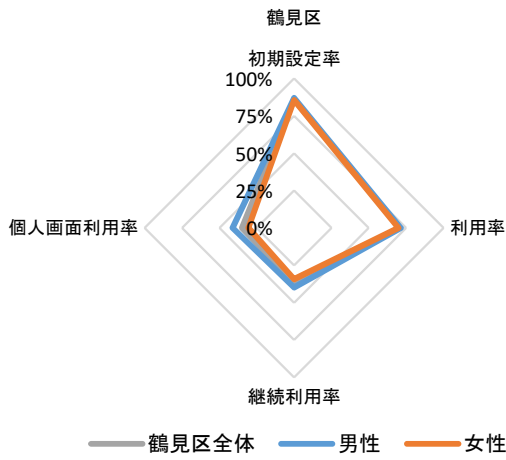 鶴見区
初期設定率
100%
75%
50%
25%
0%
個人画面利用率
利用率
継続利用率
鶴見区全体 男性 女性